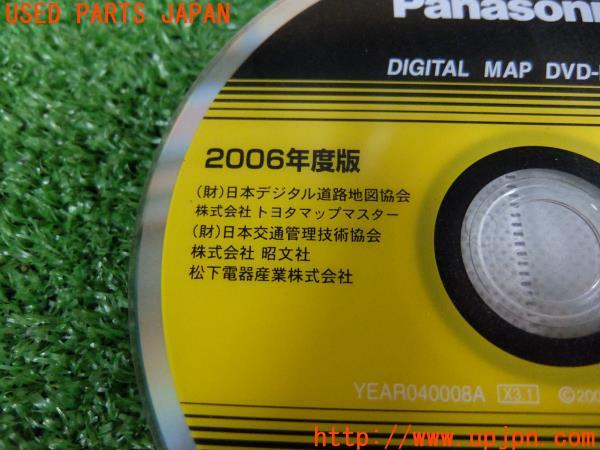 USED PARTS JAPAN
Panasoni
DIGITAL MAP DVD-
2006年度版
(財)日本デジタル道路地図協会
株式会社 トヨタマップマスター
(財)日本交通管理技術協会
株式会社 昭文社
松下電器産業株式会社
YEAR040008A X3.1 ©200
http://www.upjpn.com/